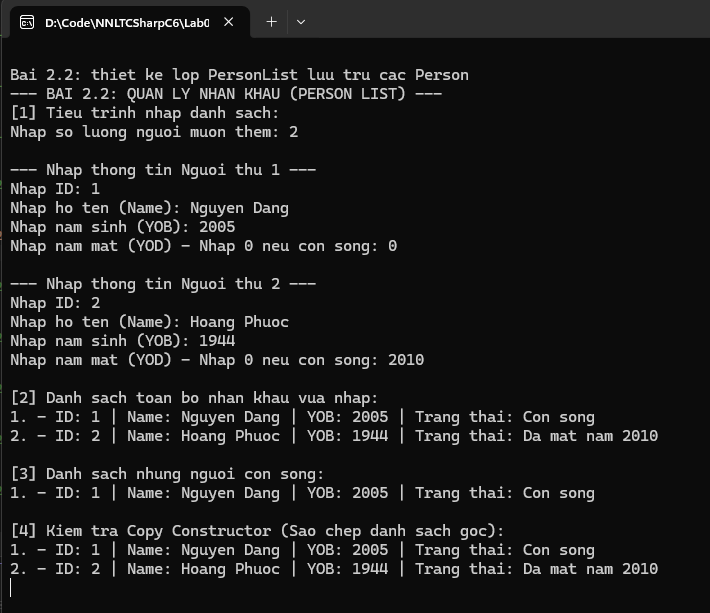 D:\Code\NNLTCSharpC6\Lab0
Bai 2.2: thiet ke lop PersonList luu tru cac Person
--- BAI 2.2: QUAN LY NHAN KHAU (PERSON LIST) ---
[1] Tieu trinh nhap danh sach:
Nhap so luong nguoi muon them: 2
--- Nhap thong tin Nguoi thu 1 ---
Nhap ID: 1
Nhap ho ten (Name): Nguyen Dang
Nhap nam sinh (YOB): 2005
Nhap nam mat (YOD) - Nhap 0 neu con song: 0
--- Nhap thong tin Nguoi thu 2 ---
Nhap ID: 2
Nhap ho ten (Name): Hoang Phuoc
Nhap nam sinh (YOB): 1944
Nhap nam mat (YOD) - Nhap 0 neu con song: 2010
[2] Danh sach toan bo nhan khau vua nhap:
1. - ID: 1 | Name: Nguyen Dang | YOB: 2005 | Trang thai: Con song
2. - ID: 2 | Name: Hoang Phuoc | YOB: 1944 | Trang thai: Da mat nam 2010
[3] Danh sach nhung nguoi con song:
1. - ID: 1 | Name: Nguyen Dang | YOB: 2005 | Trang thai: Con song
[4] Kiem tra Copy Constructor (Sao chep danh sach goc):
1. - ID: 1 | Name: Nguyen Dang | YOB: 2005 | Trang thai: Con song
2. - ID: 2 | Name: Hoang Phuoc | YOB: 1944 | Trang thai: Da mat nam 2010